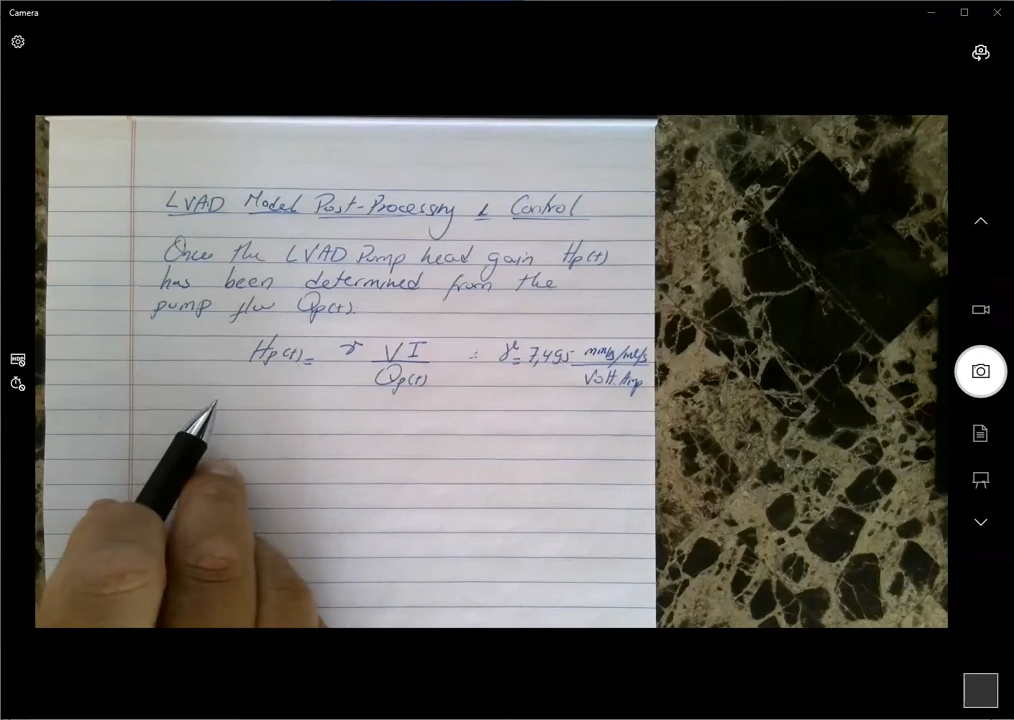 Camera
LVAD Model Post-Processing & Control
Once the LVAD Pump head gain Hp(t)
has been determined from the
pump flow Qp(t).
Hp(t) = γ VI / Qp(t) ∴ γ = 7,495 mmHg/ml/s / Volt. Amp